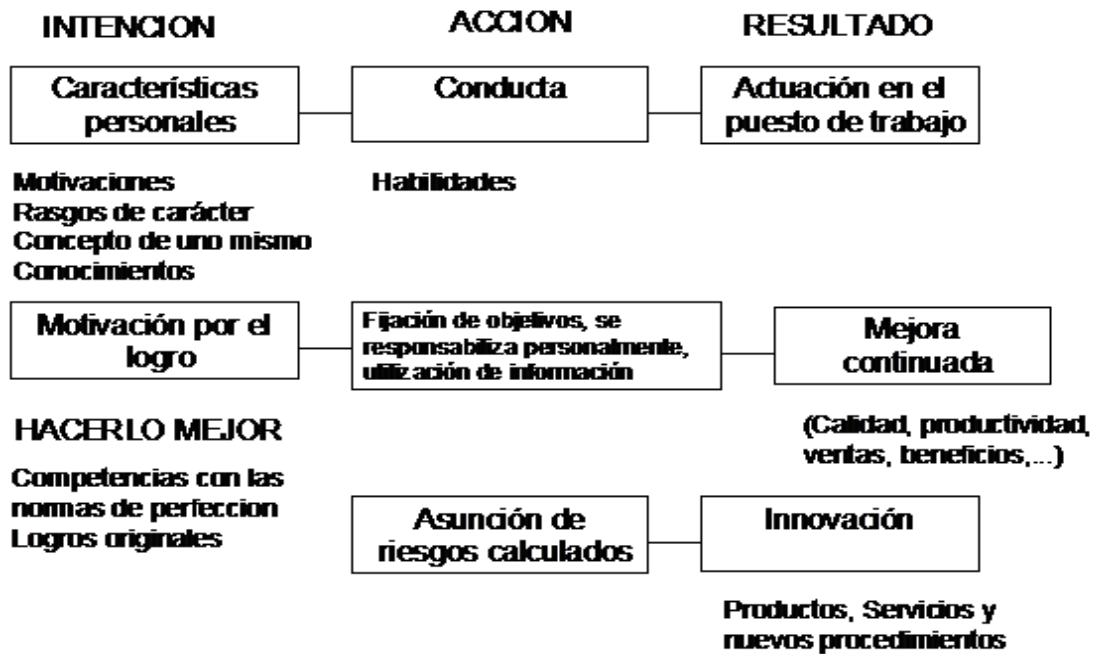 INTENCION
ACCION
RESULTADO
Características
personales
Conducta
Actuación en el
puesto de trabajo
Motivaciones
Rasgos de carácter
Concepto de uno mismo
Conocimientos
Habilidades
Motivación por el
logro
Fijación de objetivos, se
responsabiliza personalmente,
utilización de información
Mejora
continuada
HACERLO MEJOR
(Calidad, productividad,
ventas, beneficios,...)
Competencias con las
normas de perfeccion
Logros originales
Asunción de
riesgos calculados
Innovación
Productos, Servicios y
nuevos procedimientos